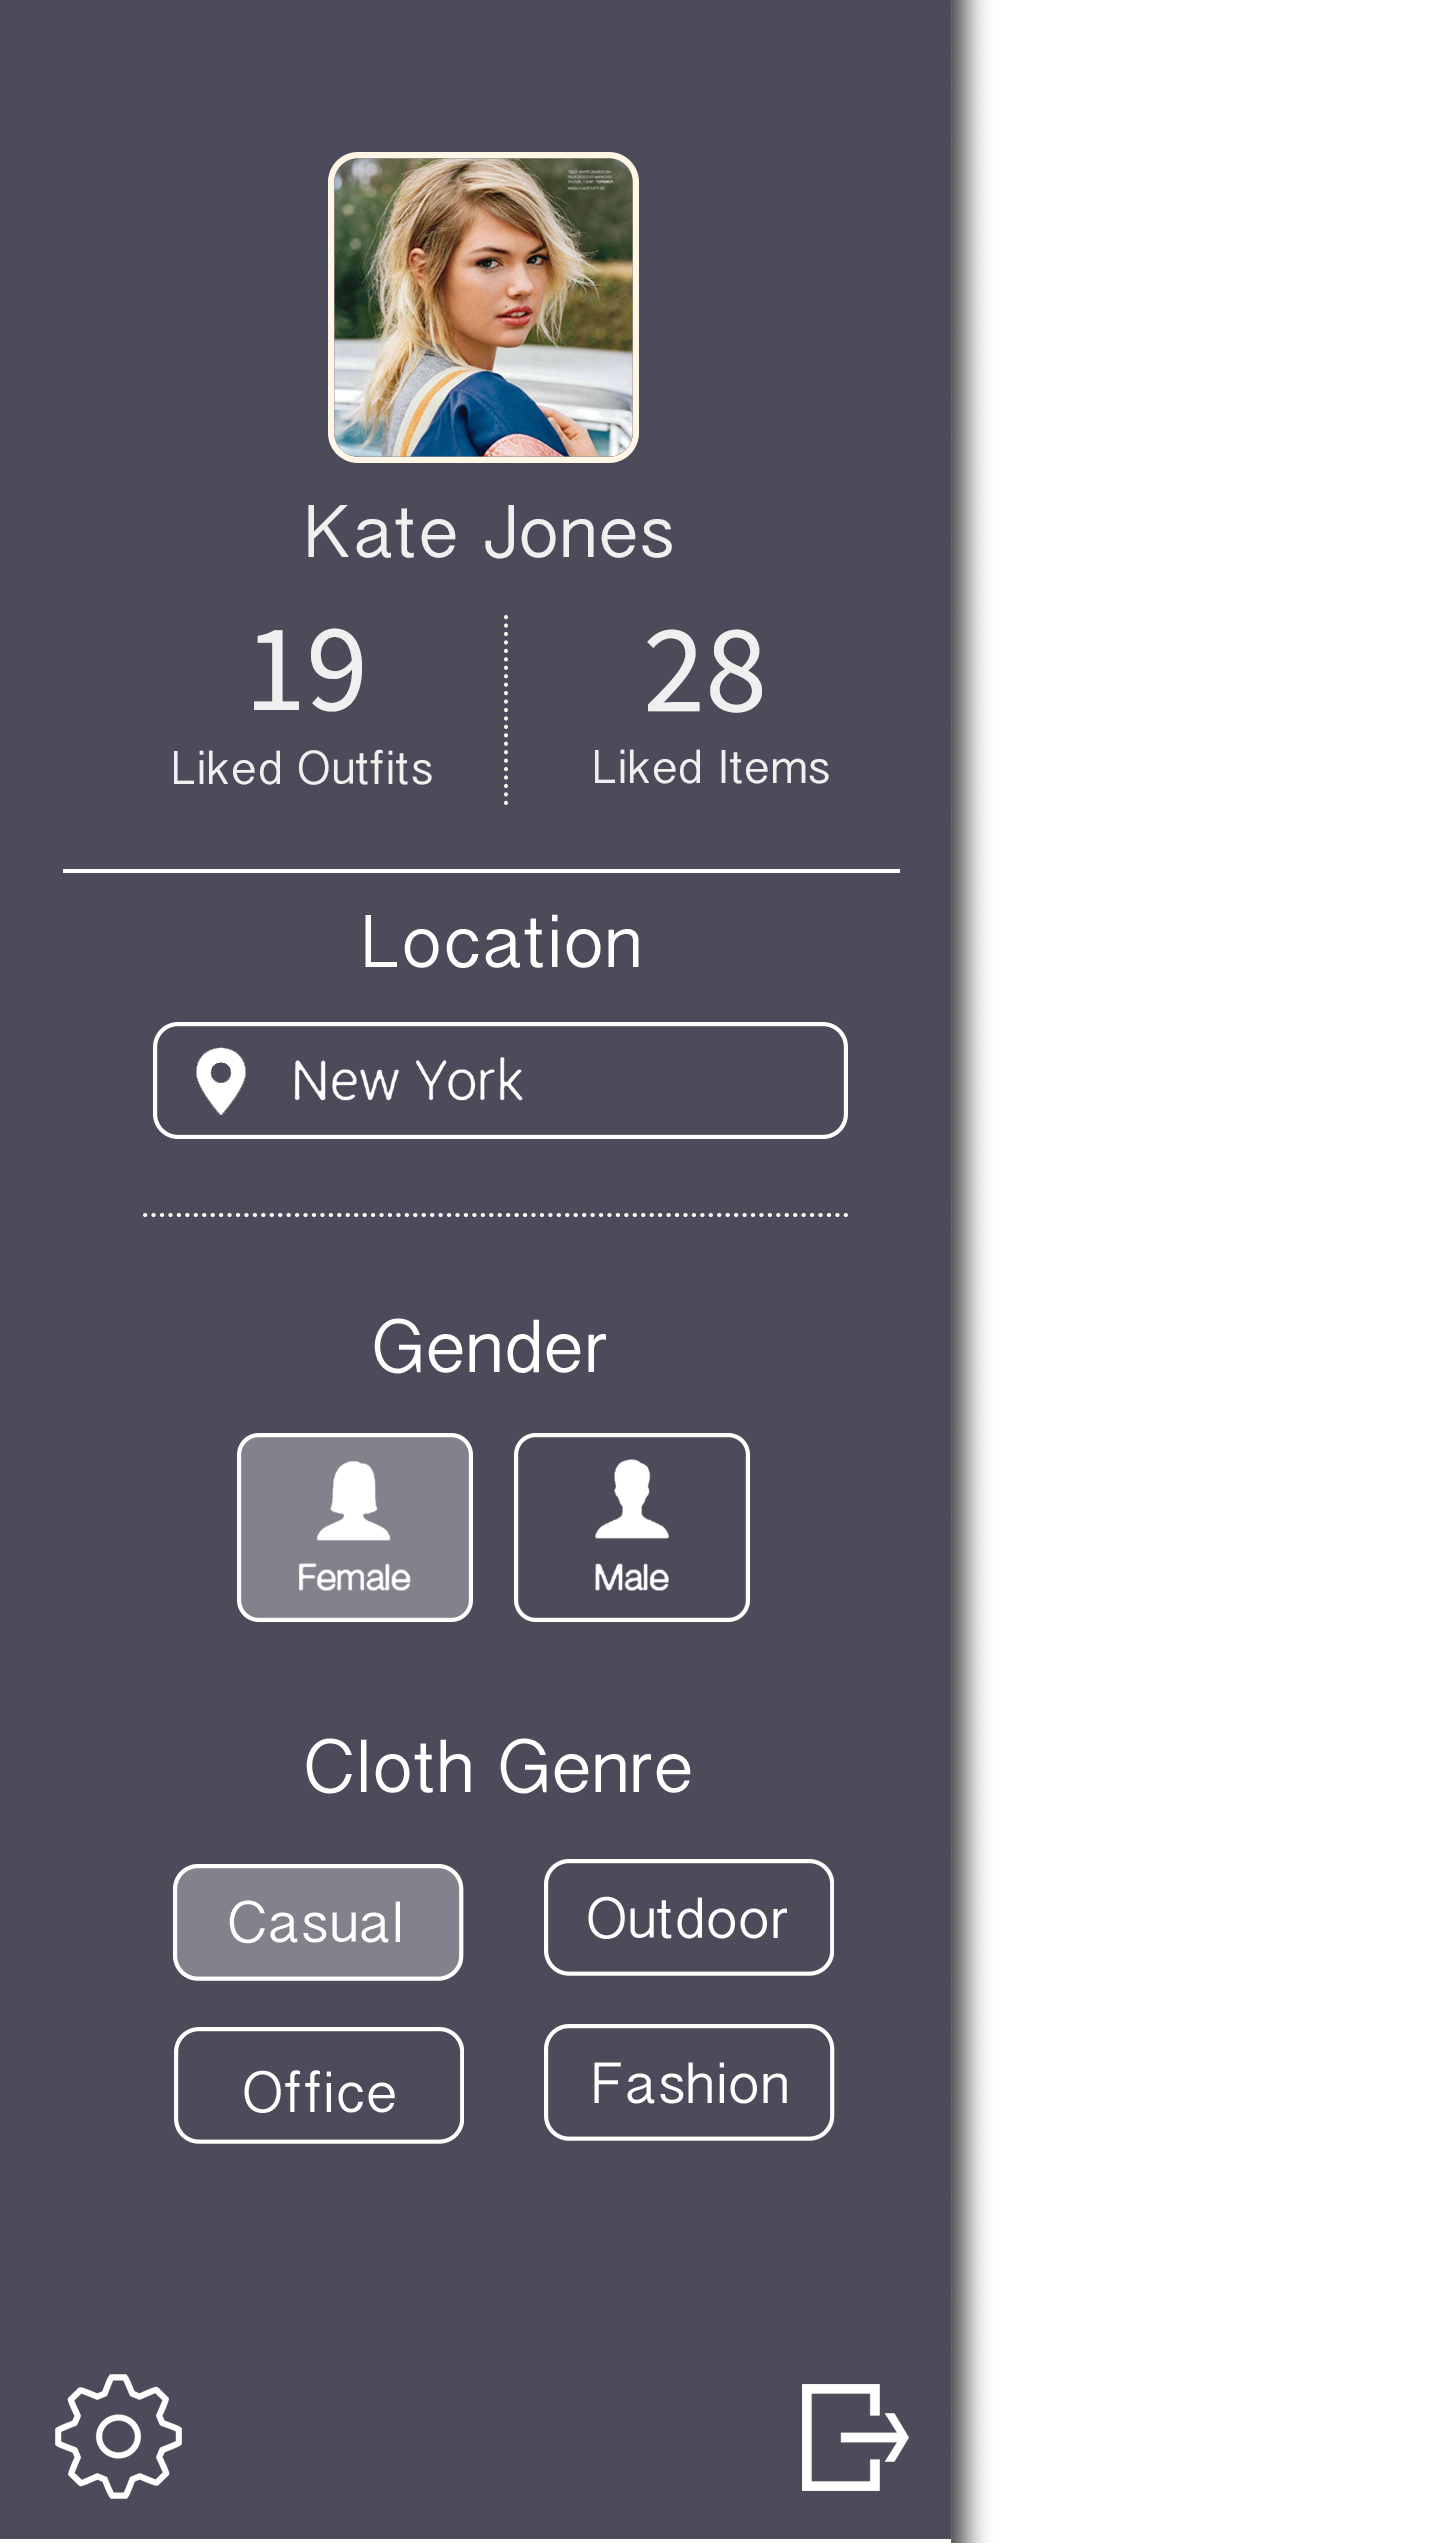 Kate Jones
19
Liked Outfits
28
Liked Items
Location
New York
Gender
Female
Male
Cloth Genre
Casual
Outdoor
Office
Fashion